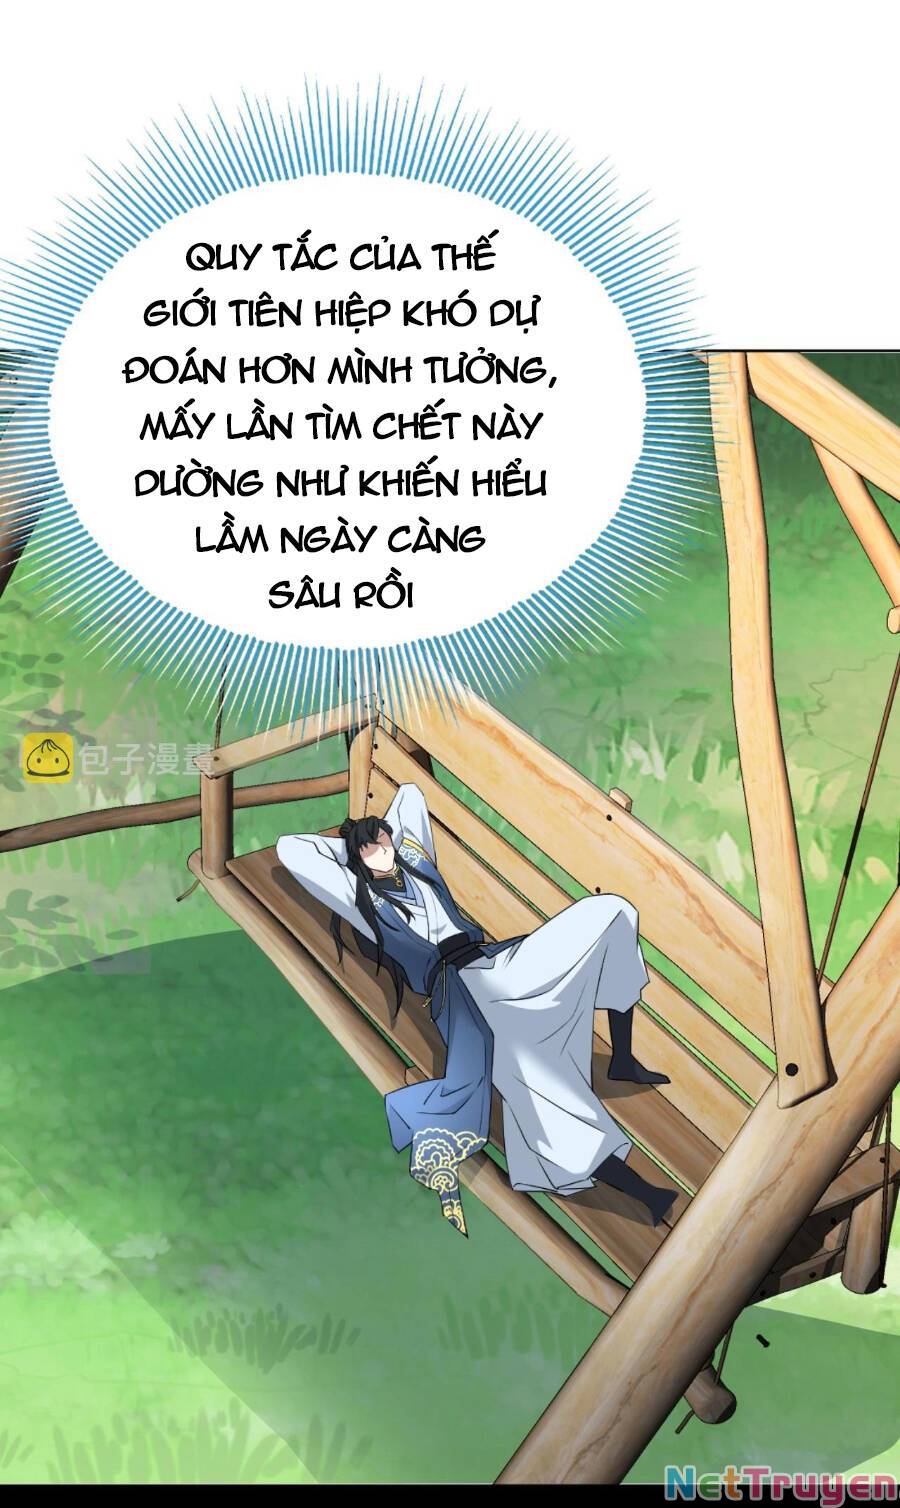 QUY TẮC CỦA THẾ
GIỚI TIÊN HIỆP KHÓ DỰ
ĐOÁN HƠN MÌNH TƯỞNG,
MẤY LẦN TÌM CHẾT NÀY
DƯỜNG NHƯ KHIẾN HIỂU
LẦM NGÀY CÀNG
SÂU RỒI
包子漫畫
NetTruyen